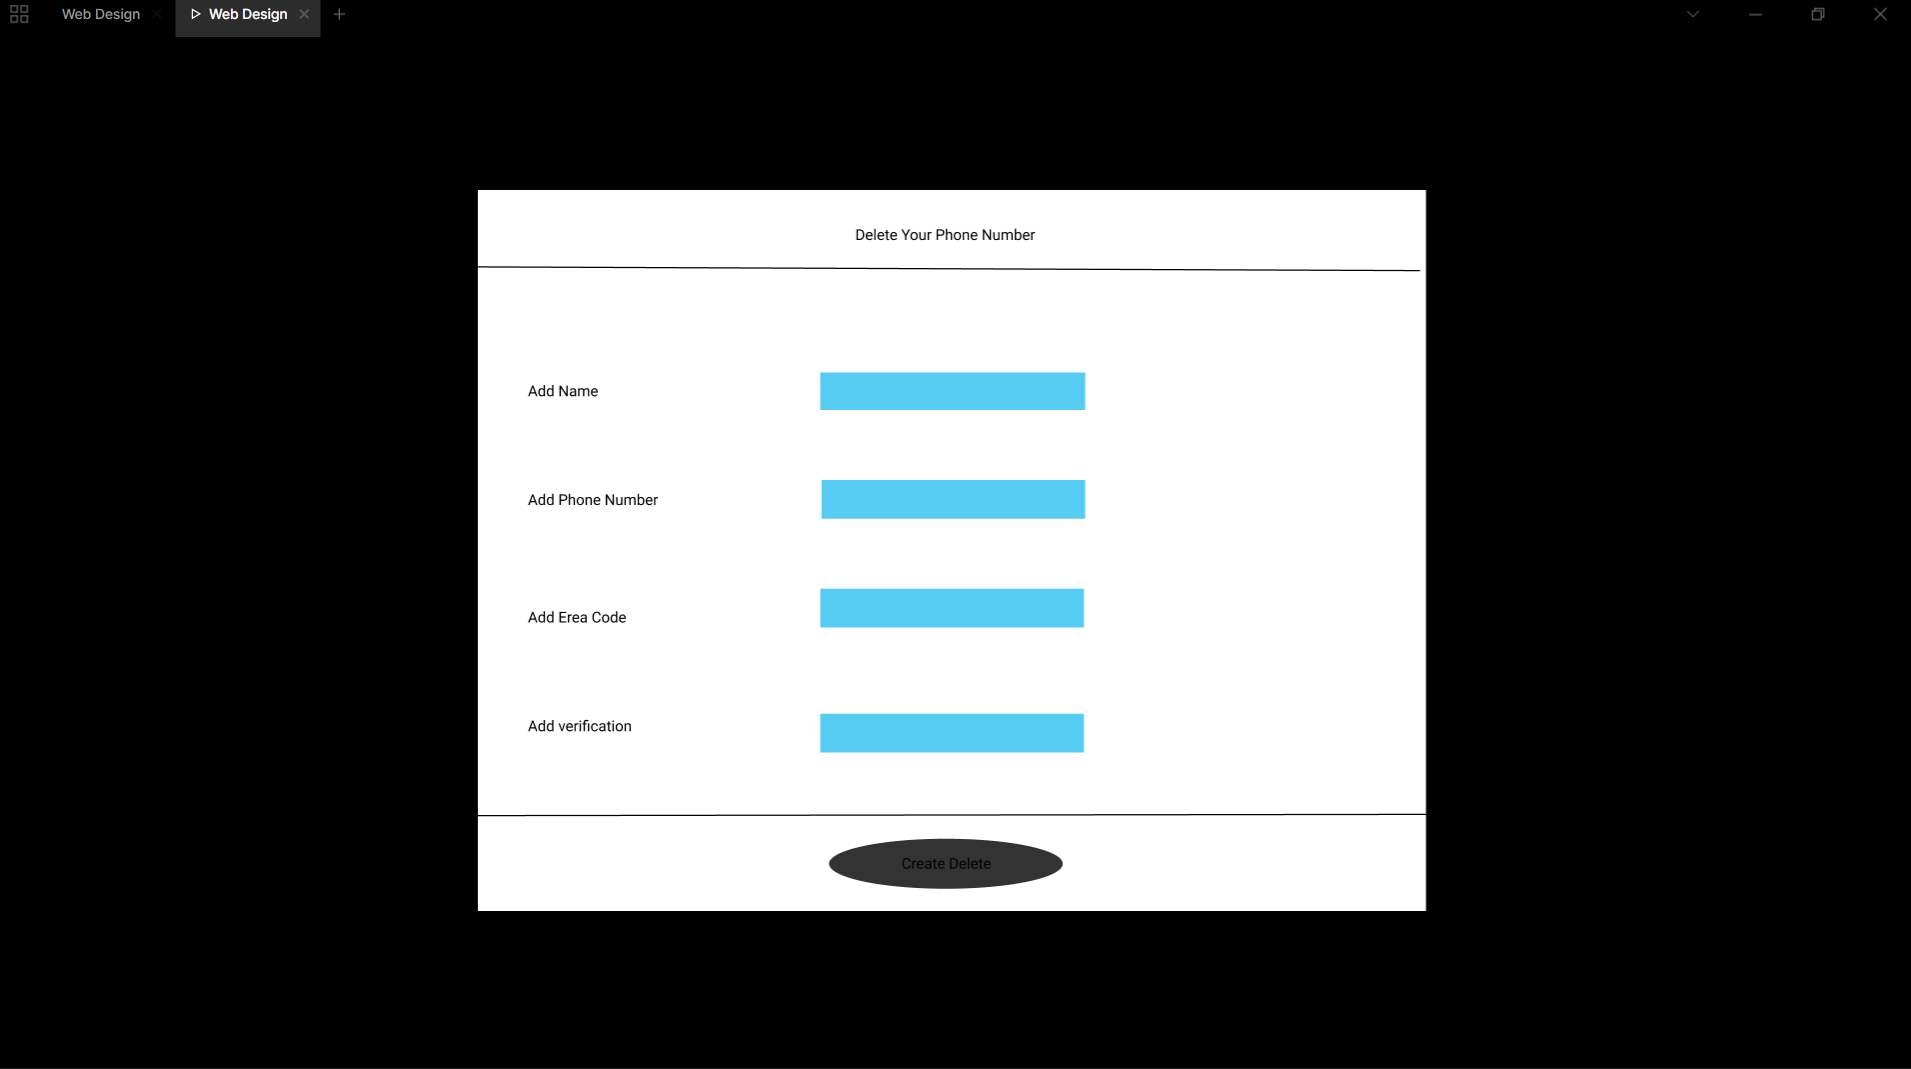 Web Design
Web Design
Delete Your Phone Number
Add Name
Add Phone Number
Add Erea Code
Add verification
Create Delete